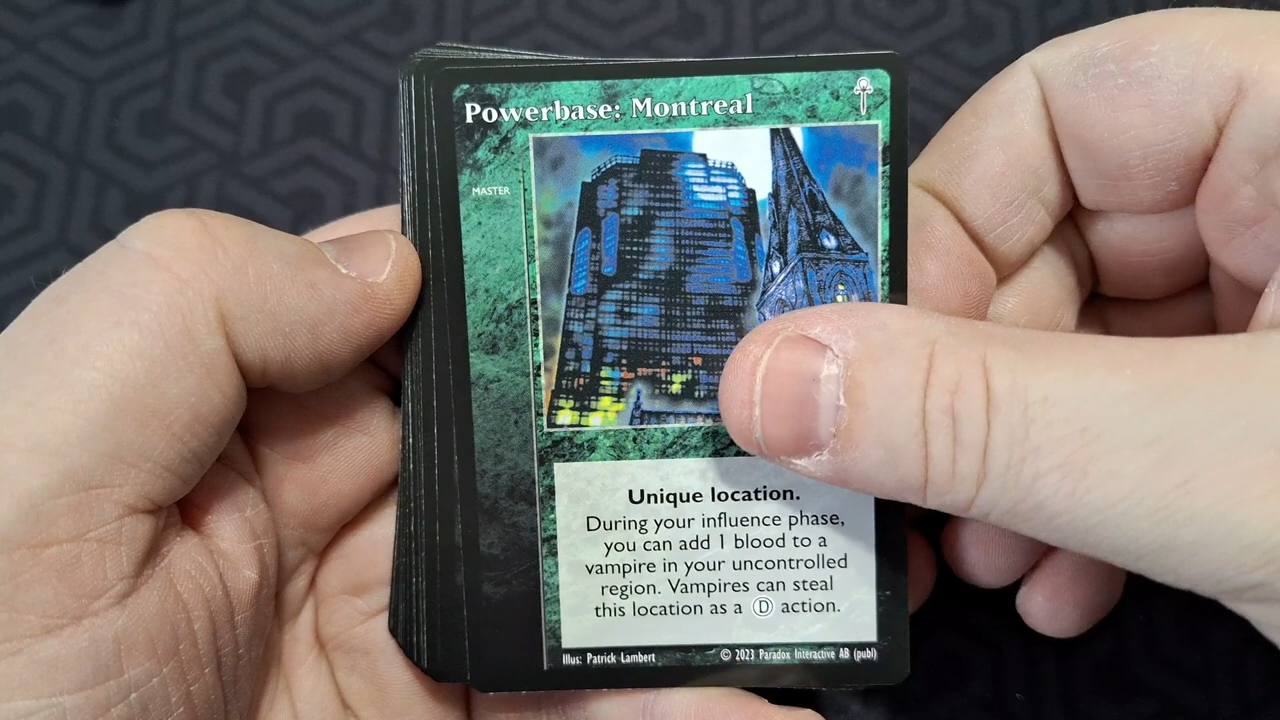 Powerbase: Montreal
MASTER
Unique location.
During your influence phase,
you can add 1 blood to a
vampire in your uncontrolled
region. Vampires can steal
this location as a Ⓓ action.
Illus: Patrick Lambert
© 2023 Paradox Interactive AB (publ)